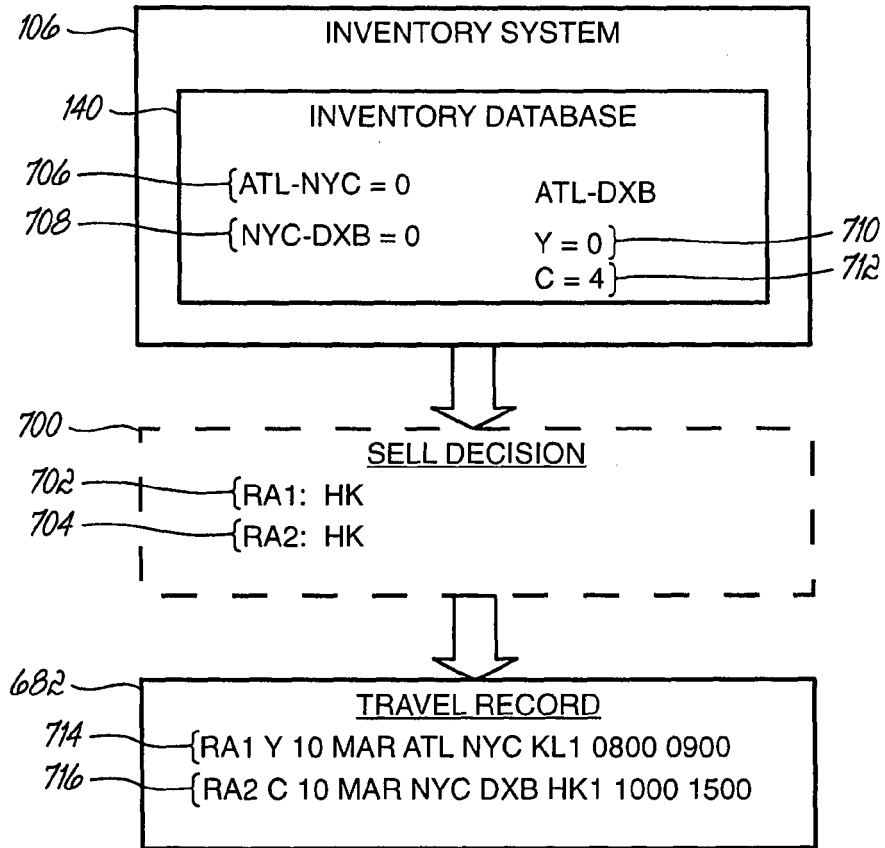 106
INVENTORY SYSTEM
140
INVENTORY DATABASE
706 {ATL-NYC = 0 ATL-DXB
708 {NYC-DXB = 0 Y = 0} 710
C = 4} 712
700
SELL DECISION
702 {RA1: HK
704 {RA2: HK
682
TRAVEL RECORD
714 {RA1 Y 10 MAR ATL NYC KL1 0800 0900
716 {RA2 C 10 MAR NYC DXB HK1 1000 1500